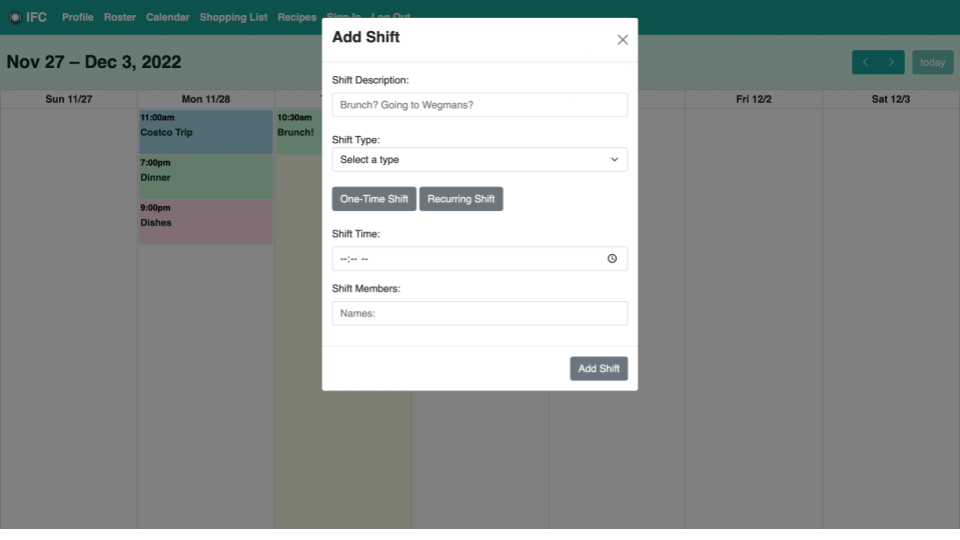 IFC Profile Roster Calendar Shopping List Recipes Sign-In Log Out
Add Shift
Nov 27 – Dec 3, 2022
today
Sun 11/27 Mon 11/28 Fri 12/2 Sat 12/3
11:00am
Costco Trip
7:00pm
Dinner
9:00pm
Dishes
10:30am
Brunch!
Shift Description:
Brunch? Going to Wegmans?
Shift Type:
Select a type
One-Time Shift Recurring Shift
Shift Time:
--:-- --
Shift Members:
Names:
Add Shift